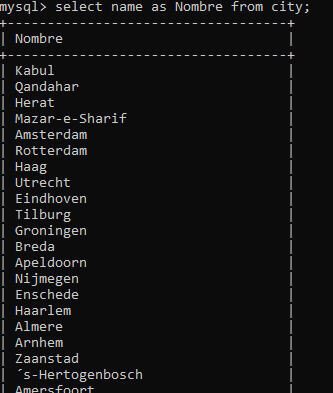 mysql> select name as Nombre from city;
+--------------------------------+
| Nombre |
+--------------------------------+
| Kabul |
| Qandahar |
| Herat |
| Mazar-e-Sharif |
| Amsterdam |
| Rotterdam |
| Haag |
| Utrecht |
| Eindhoven |
| Tilburg |
| Groningen |
| Breda |
| Apeldoorn |
| Nijmegen |
| Enschede |
| Haarlem |
| Almere |
| Arnhem |
| Zaanstad |
| ´s-Hertogenbosch |
| Amersfoort |